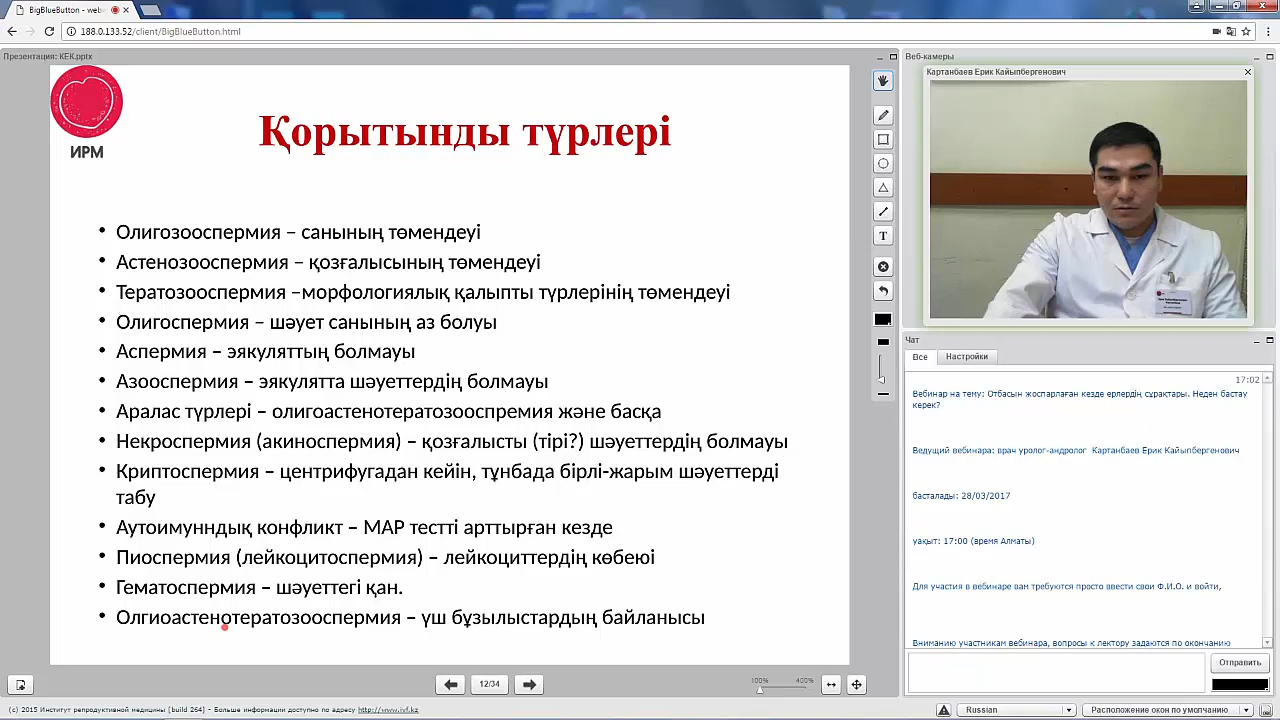 BigBlueButton - веби
188.0.133.52/client/BigBlueButton.html
Презентация: КЕК.pptx
ИРМ
Қорытынды түрлері
• Олигозооспермия – санының төмендеуі
• Астенозооспермия – қозғалысының төмендеуі
• Тератозооспермия –морфологиялық қалыпты түрлерінің төмендеуі
• Олигоспермия – шәует санының аз болуы
• Аспермия – эякуляттың болмауы
• Азооспермия – эякулятта шәуеттердің болмауы
• Аралас түрлері – олигоастенотератозооспремия және басқа
• Некроспермия (акиноспермия) – қозғалысты (тірі?) шәуеттердің болмауы
• Криптоспермия – центрифугадан кейін, тұнбада бірлі-жарым шәуеттерді
табу
• Аутоимунндық конфликт – МАР тестті арттырған кезде
• Пиоспермия (лейкоцитоспермия) – лейкоциттердің көбеюі
• Гематоспермия – шәуеттегі қан.
• Олгиоастенотератозооспермия – үш бұзылыстардың байланысы
12/34
100%
400%
T
Веб-камеры
Картанбаев Ерик Кайыпбергенович
Чат
Все
Настройки
17:02
Вебинар на тему: Отбасын жоспарлаған кезде ерлердің сұрақтары. Неден бастау
керек?
Ведущий вебинара: врач уролог-андролог Картанбаев Ерик Кайыпбергенович
басталады: 28/03/2017
уақыт: 17:00 (время Алматы)
Для участия в вебинаре вам требуются просто ввести свои Ф.И.О. и войти,
Вниманию участникам вебинара, вопросы к лектору задаются по окончанию
Отправить
(c) 2015 Институт репродуктивной медицины [build 264] - Больше информации доступно по адресу http://www.ivf.kz
Russian
Расположение окон по умолчанию